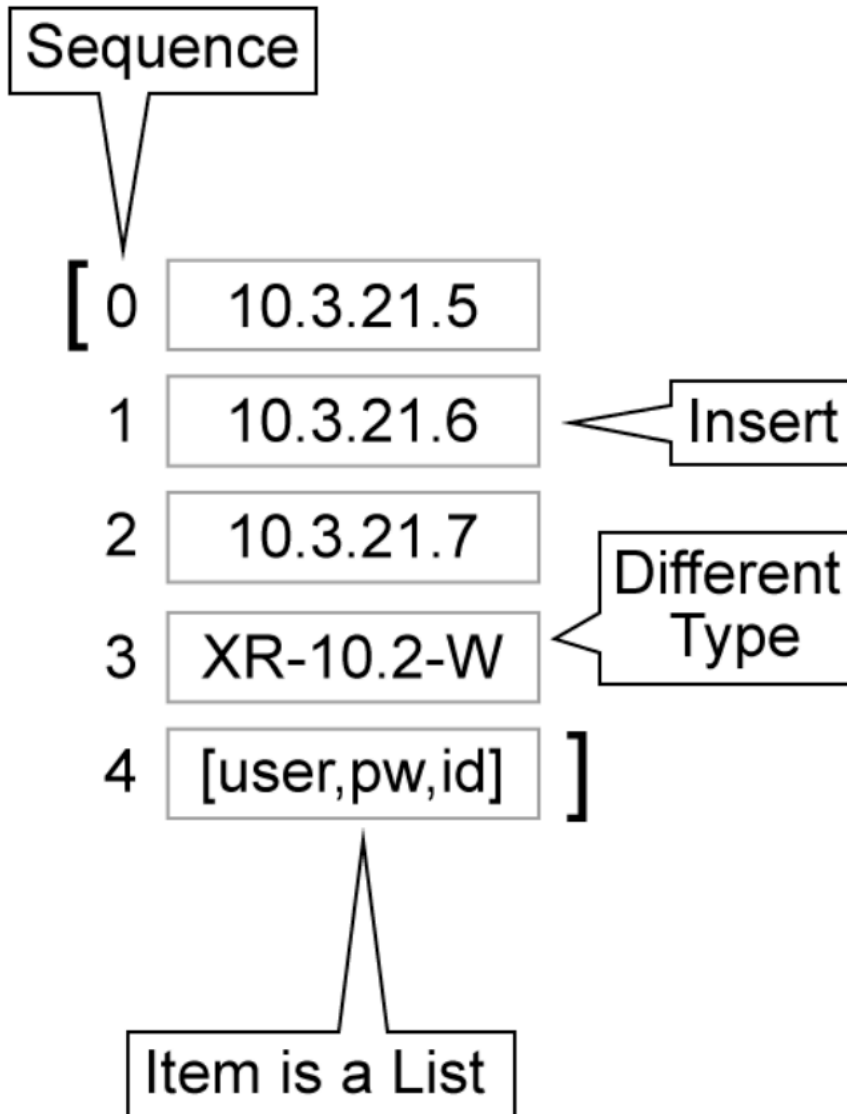 Sequence
[ 0 10.3.21.5
1 10.3.21.6
Insert
2 10.3.21.7
Different
Type
3 XR-10.2-W
4 [user,pw,id] ]
Item is a List